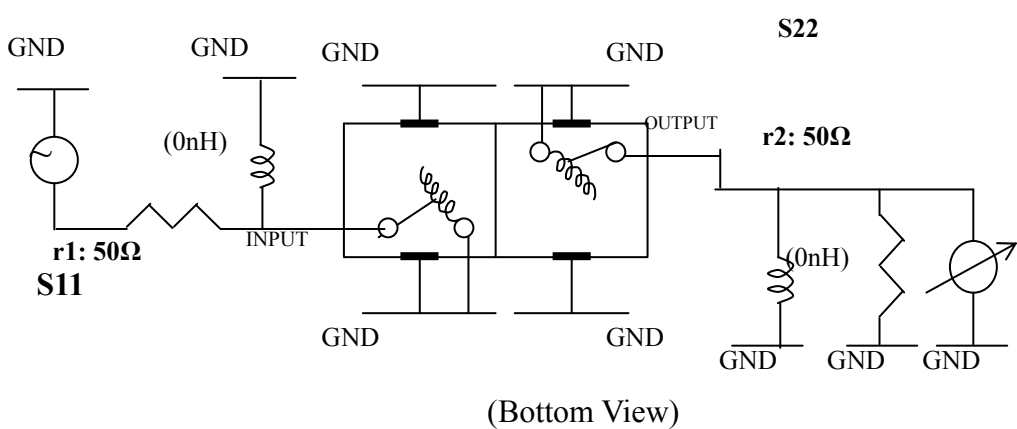 S22
GND
GND
GND
GND
(0nH)
OUTPUT
r2: 50Ω
INPUT
r1: 50Ω
S11
(0nH)
GND
GND
GND
GND
GND
(Bottom View)